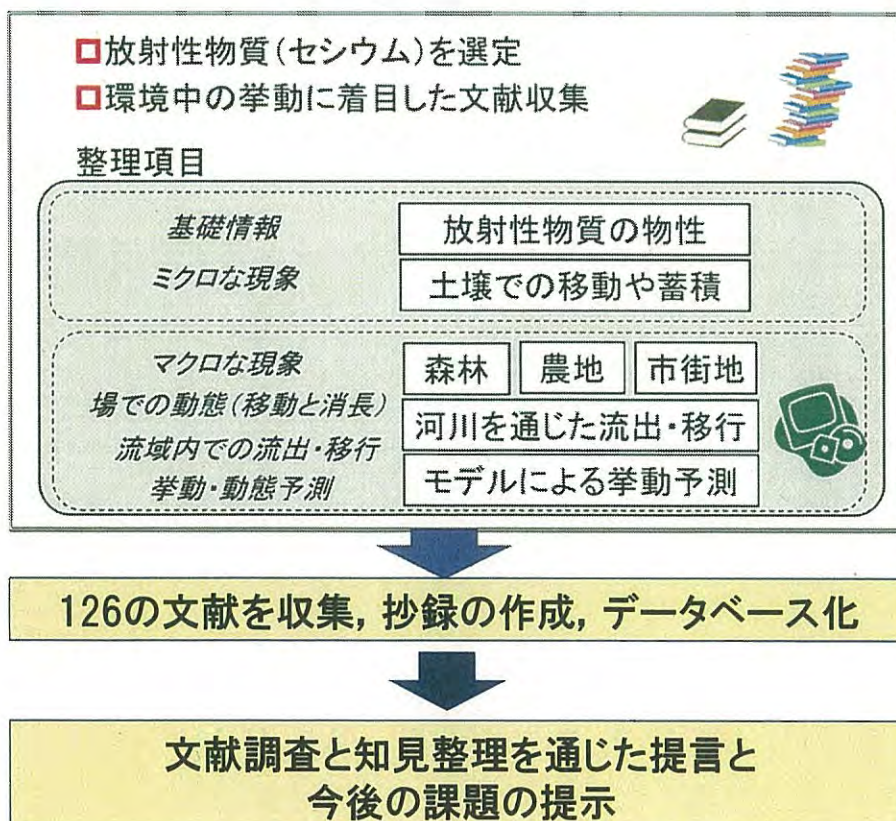 □放射性物質(セシウム)を選定
□環境中の挙動に着目した文献収集
整理項目
基礎情報
放射性物質の物性
ミクロな現象
土壌での移動や蓄積
マクロな現象
森林 農地 市街地
場での動態(移動と消長)
河川を通じた流出・移行
流域内での流出・移行
挙動・動態予測
モデルによる挙動予測
126の文献を収集, 抄録の作成, データベース化
文献調査と知見整理を通じた提言と
今後の課題の提示